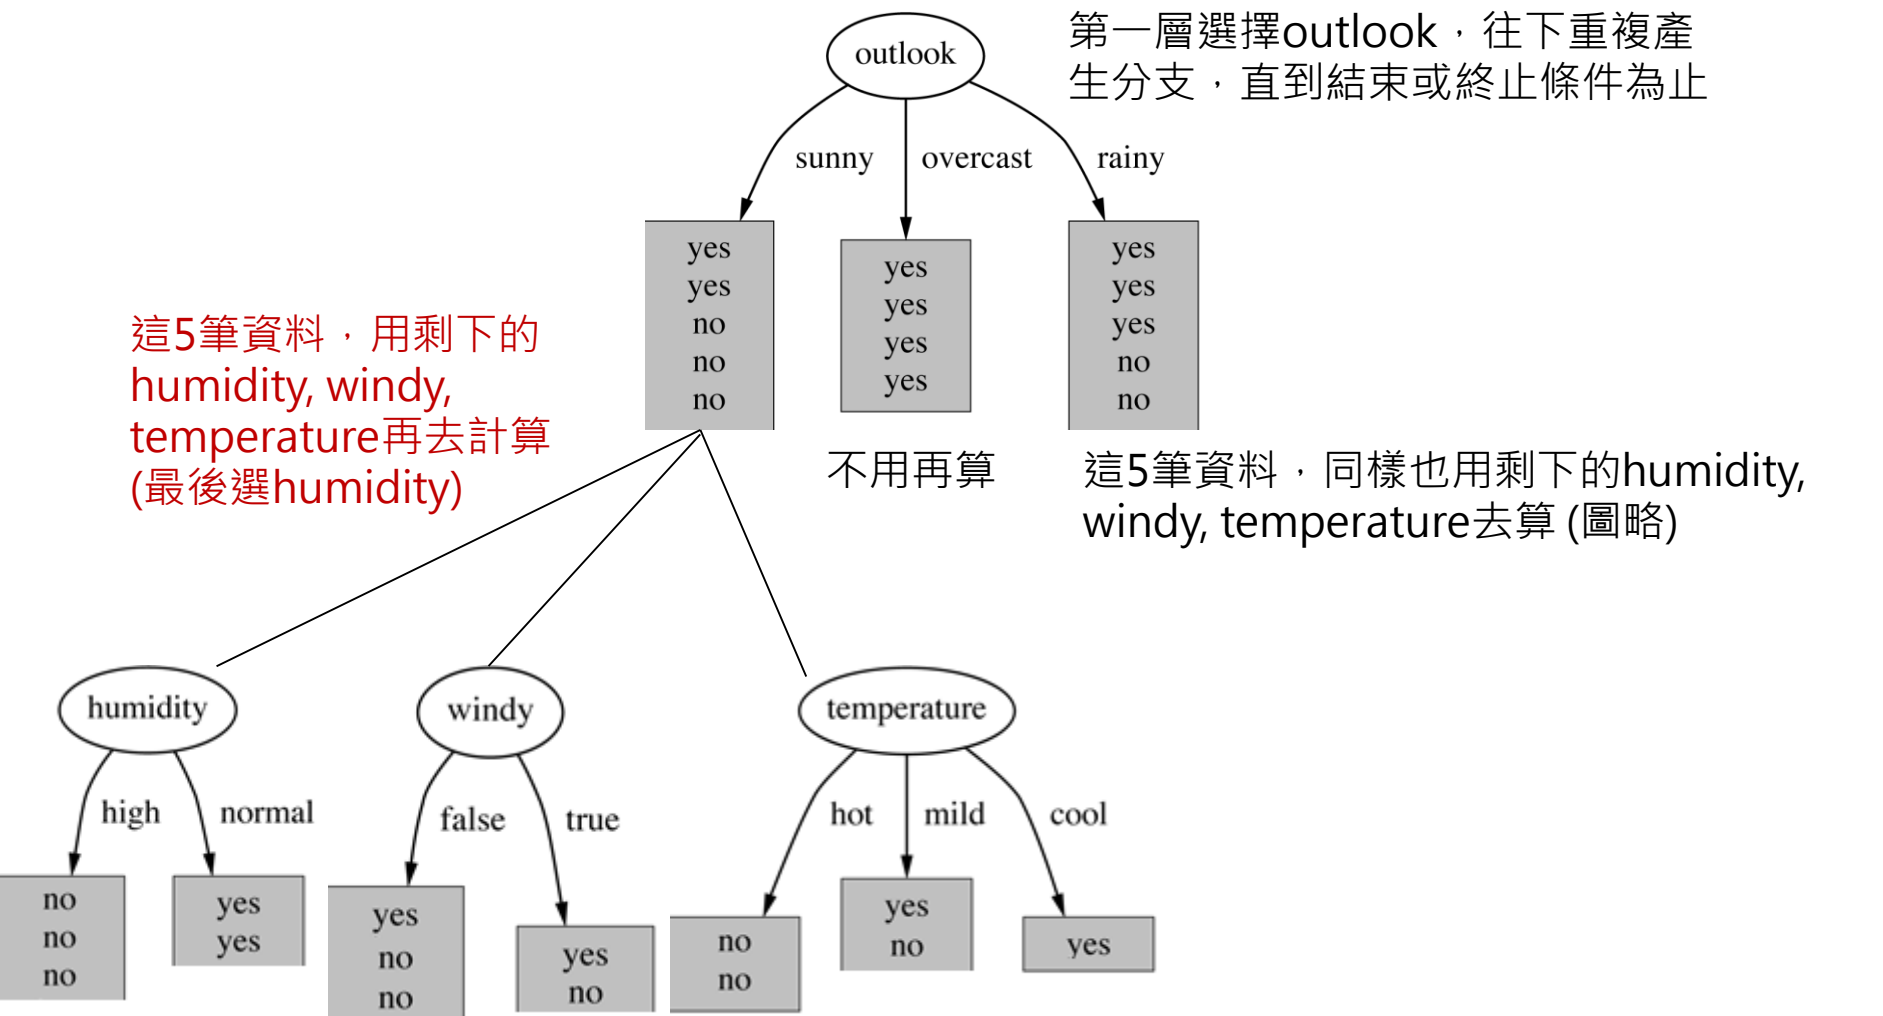 outlook
第一層選擇outlook，往下重複產
生分支，直到結束或終止條件為止
sunny
overcast
rainy
yes
yes
no
no
no
yes
yes
yes
yes
yes
yes
yes
no
no
這5筆資料，用剩下的
humidity, windy,
temperature再去計算
(最後選humidity)
不用再算
這5筆資料，同樣也用剩下的humidity,
windy, temperature去算 (圖略)
humidity
high
normal
no
no
no
yes
yes
windy
false
true
yes
no
no
yes
no
temperature
hot
mild
cool
no
no
yes
no
yes